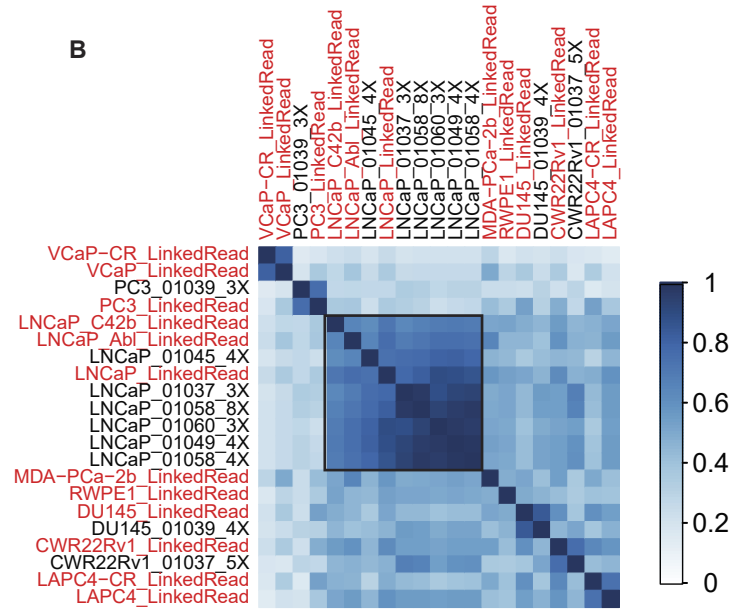 B
VCaP-CR_LinkedRead
VCaP_LinkedRead
PC3_01039_3X
PC3_LinkedRead
LNCaP_C42b_LinkedRead
LNCaP_Abl_LinkedRead
LNCaP_01045_4X
LNCaP_LinkedRead
LNCaP_01037_3X
LNCaP_01058_8X
LNCaP_01060_3X
LNCaP_01049_4X
LNCaP_01058_4X
MDA-PCa-2b_LinkedRead
RWPE1_LinkedRead
DU145_LinkedRead
DU145_01039_4X
CWR22Rv1_LinkedRead
CWR22Rv1_01037_5X
LAPC4-CR_LinkedRead
LAPC4_LinkedRead
VCaP-CR_LinkedRead
VCaP_LinkedRead
PC3_01039_3X
PC3_LinkedRead
LNCaP_C42b_LinkedRead
LNCaP_Abl_LinkedRead
LNCaP_01045_4X
LNCaP_LinkedRead
LNCaP_01037_3X
LNCaP_01058_8X
LNCaP_01060_3X
LNCaP_01049_4X
LNCaP_01058_4X
MDA-PCa-2b_LinkedRead
RWPE1_LinkedRead
DU145_LinkedRead
DU145_01039_4X
CWR22Rv1_LinkedRead
CWR22Rv1_01037_5X
LAPC4-CR_LinkedRead
LAPC4_LinkedRead
1
0.8
0.6
0.4
0.2
0